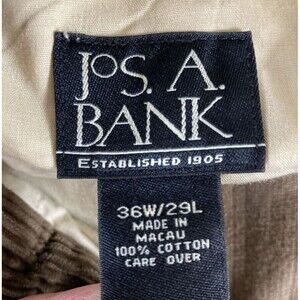 JoS. A.
BANK
ESTABLISHED 1905
36W/29L
MADE IN
MACAU
100% COTTON
CARE OVER